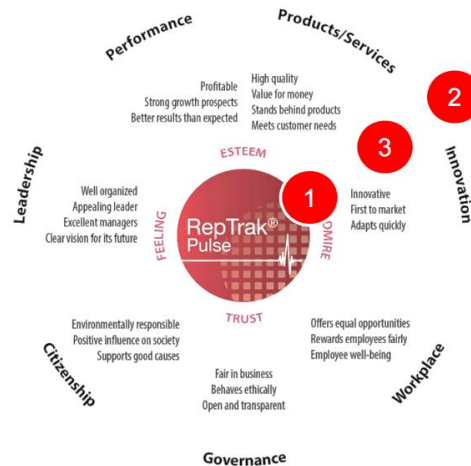 Performance
Products/Services
2
Profitable
Strong growth prospects
Better results than expected
High quality
Value for money
Stands behind products
Meets customer needs
3
Innovation
Leadership
ESTEEM
Well organized
Appealing leader
Excellent managers
Clear vision for its future
FEELING
RepTrak®
Pulse
1
DMIRE
Innovative
First to market
Adapts quickly
TRUST
Environmentally responsible
Positive influence on society
Supports good causes
Offers equal opportunities
Rewards employees fairly
Employee well-being
Citizenship
Fair in business
Behaves ethically
Open and transparent
Workplace
Governance